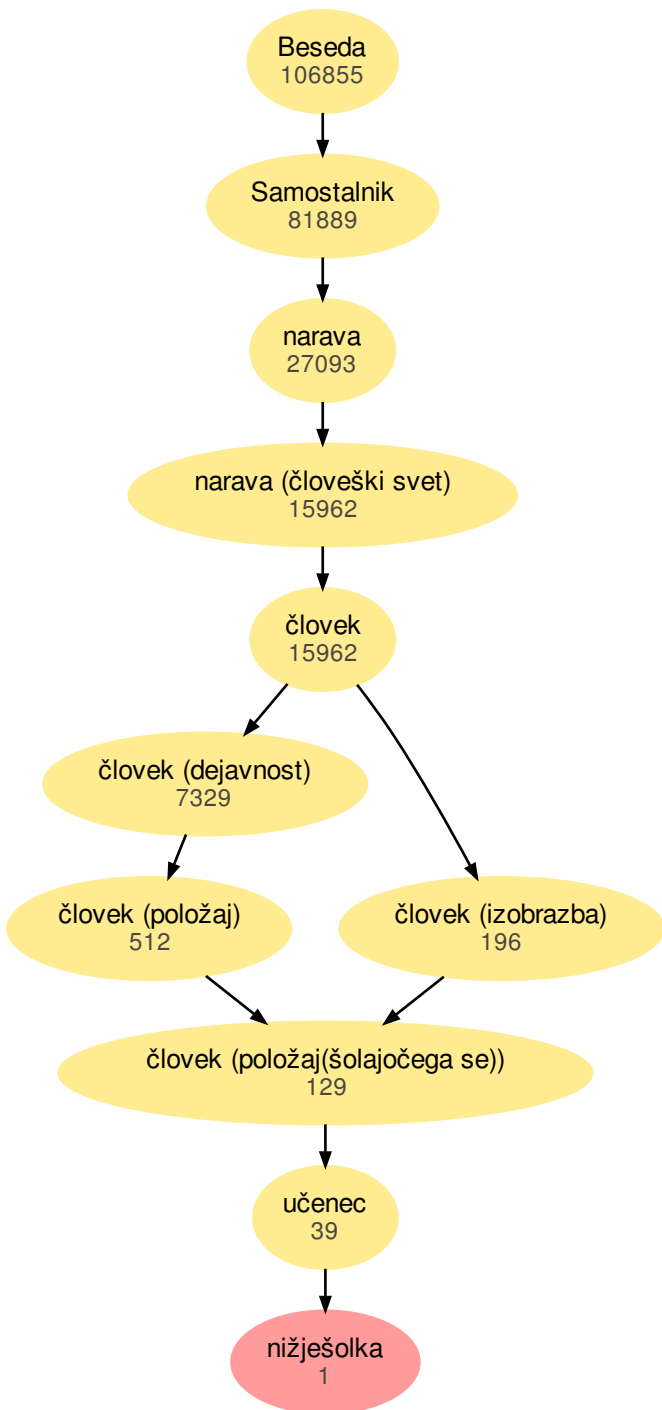 Beseda
106855
Samostalnik
81889
narava
27093
narava (človeški svet)
15962
človek
15962
človek (dejavnost)
7329
človek (položaj)
512
človek (izobrazba)
196
človek (položaj(šolajočega se))
129
učenec
39
nižješolka
1